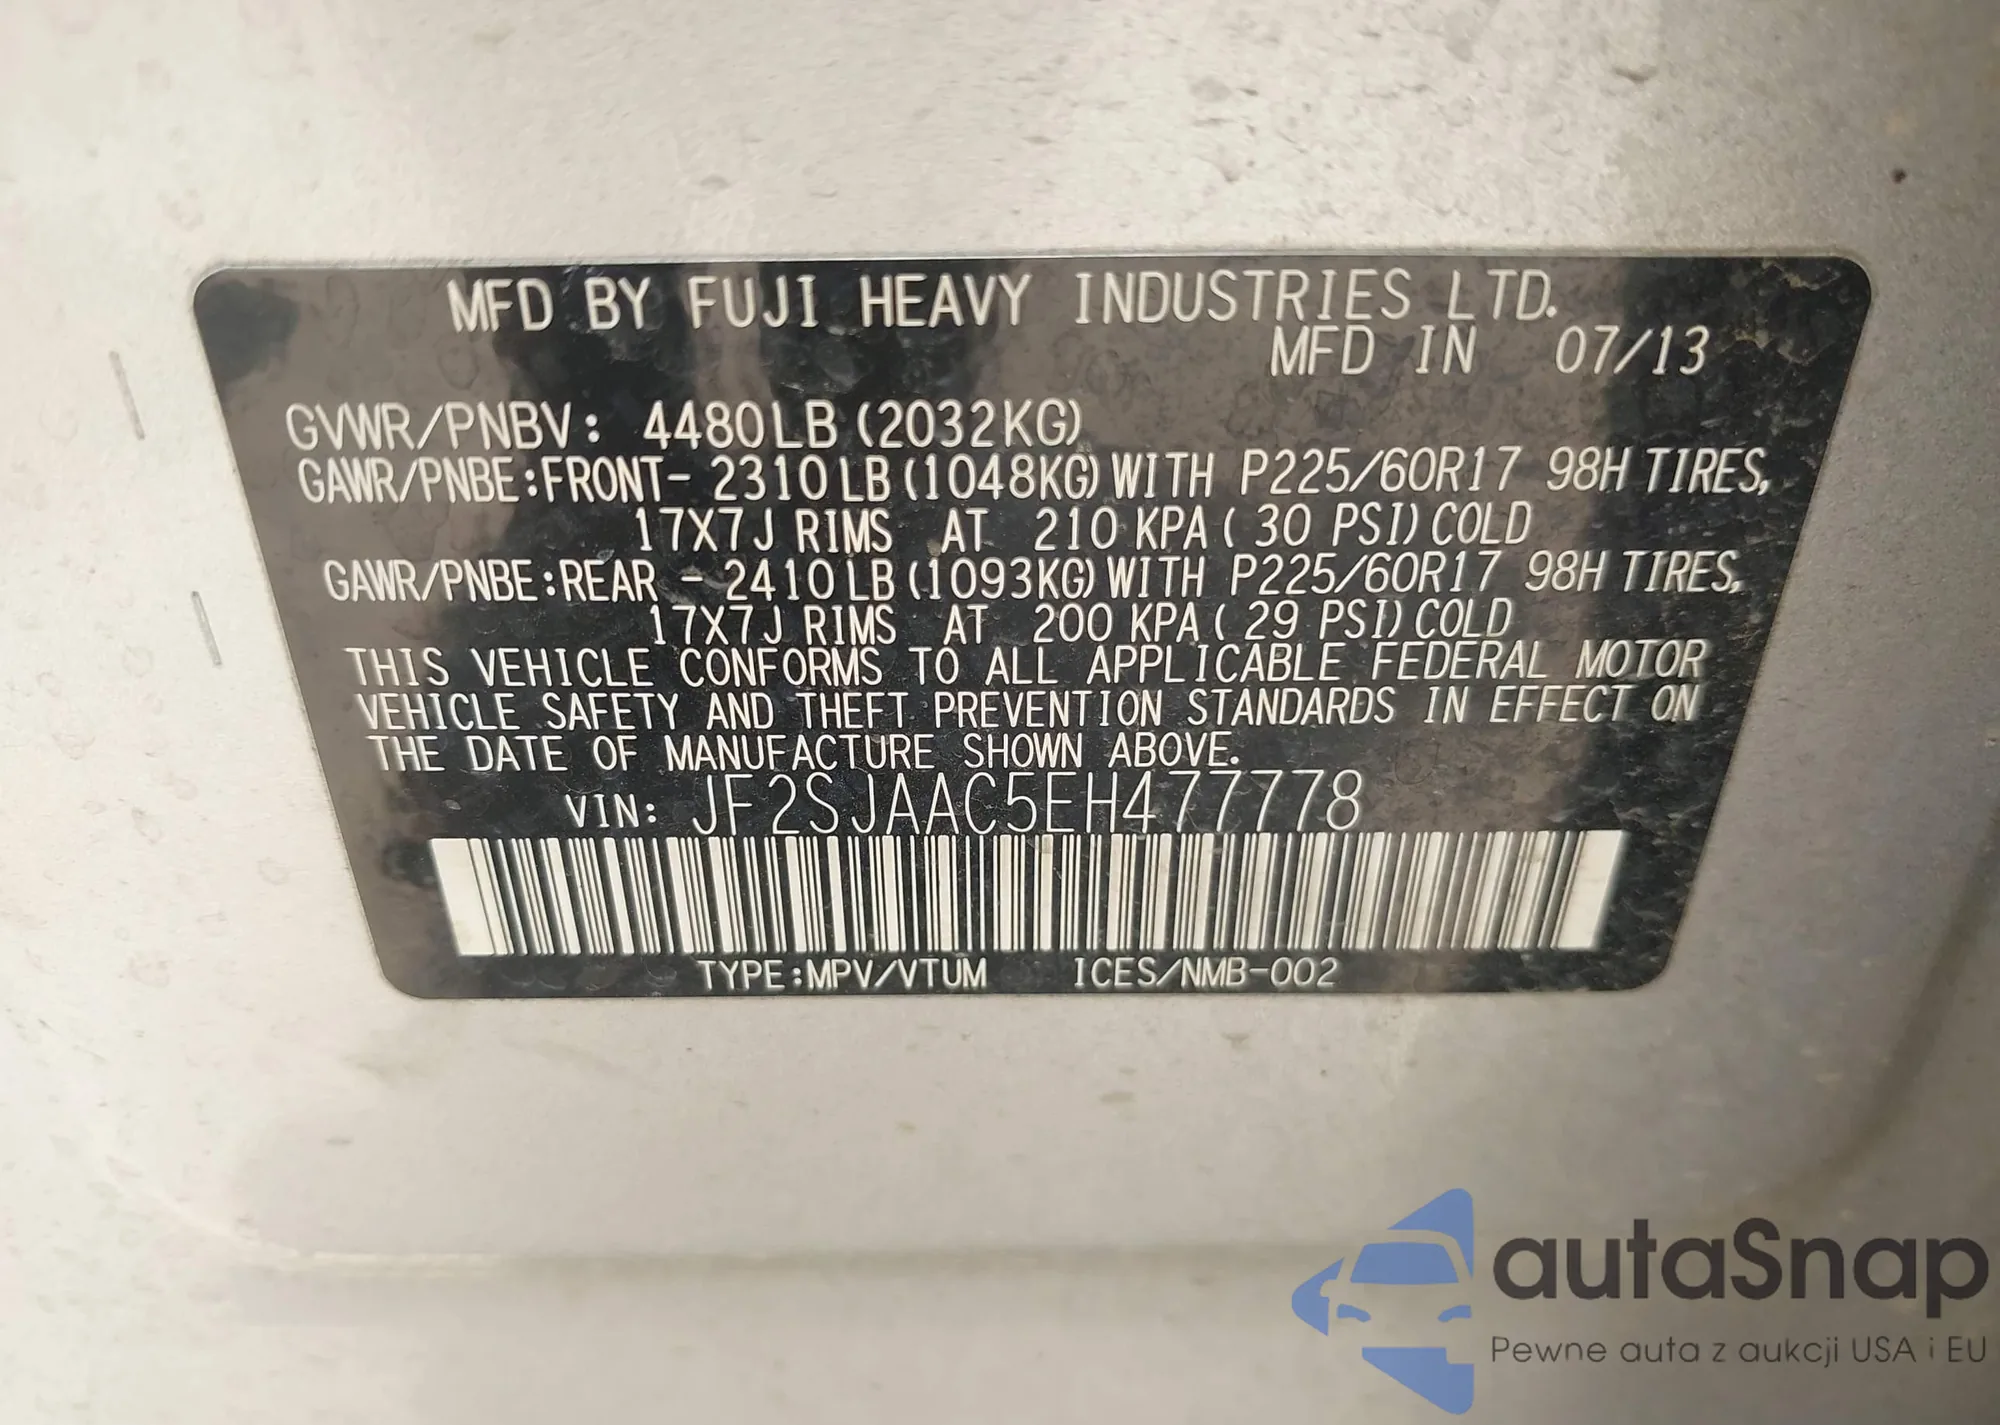 MFD BY FUJI HEAVY INDUSTRIES LTD.
MFD IN 07/13
GVWR/PNBV: 4480LB (2032KG)
GAWR/PNBE:FRONT- 2310LB (1048KG) WITH P225/60R17 98H TIRES,
17X7J RIMS AT 210 KPA ( 30 PSI) COLD
GAWR/PNBE:REAR - 2410LB (1093KG) WITH P225/60R17 98H TIRES,
17X7J RIMS AT 200 KPA ( 29 PSI) COLD
THIS VEHICLE CONFORMS TO ALL APPLICABLE FEDERAL MOTOR
VEHICLE SAFETY AND THEFT PREVENTION STANDARDS IN EFFECT ON
THE DATE OF MANUFACTURE SHOWN ABOVE.
VIN: JF2SJAAC5EH477778
TYPE:MPV/VTUM ICES/NMB-002
autaSnap
Pewne auta z aukcji USA i EU